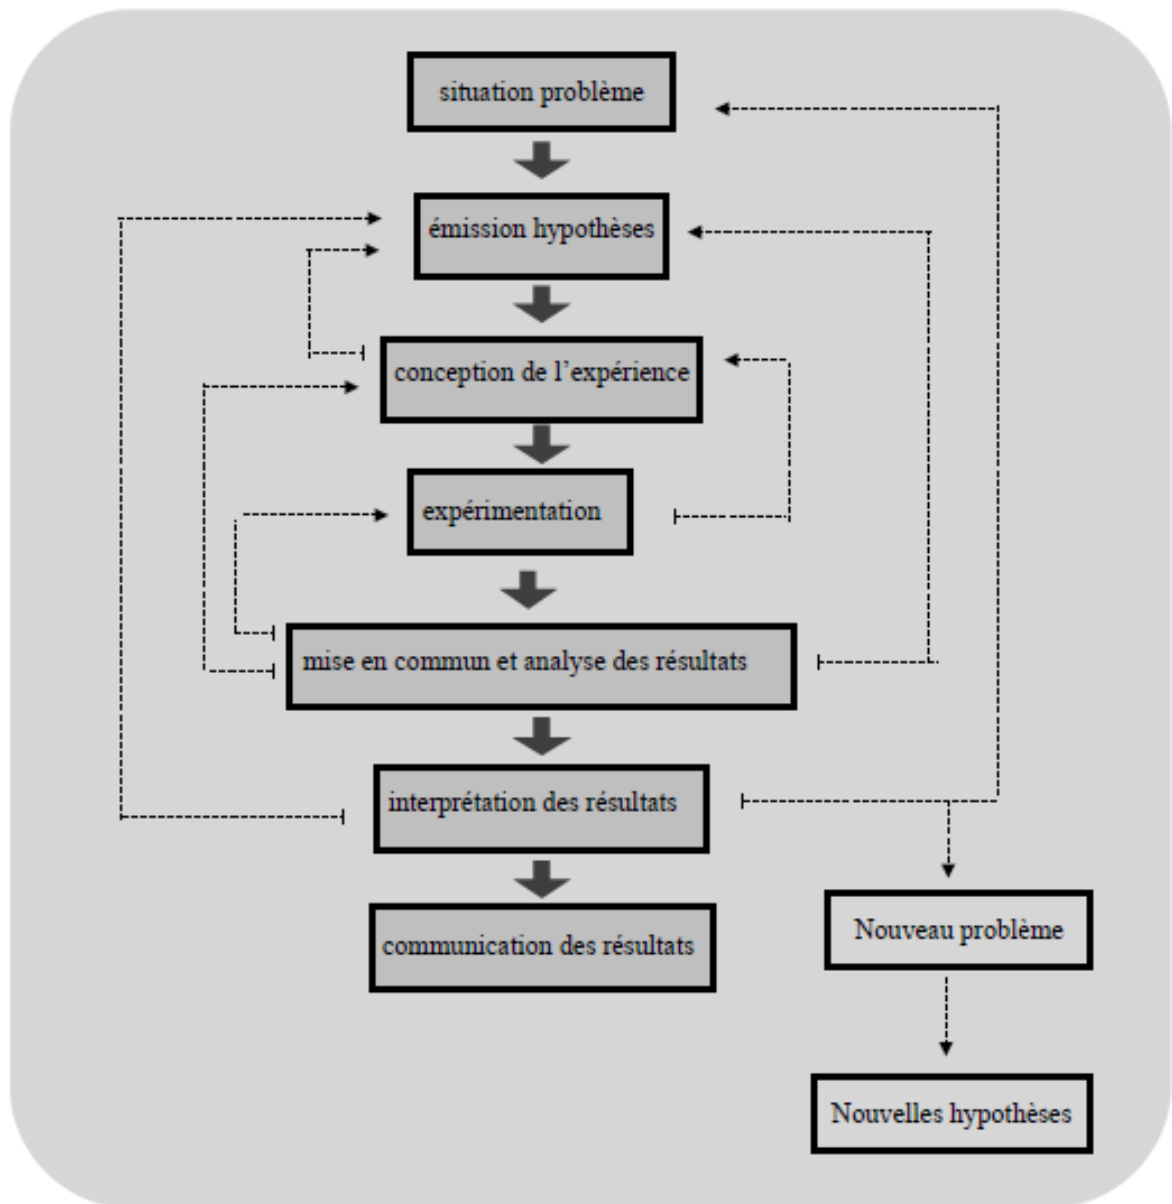 situation problème
émission hypothèses
conception de l’expérience
expérimentation
mise en commun et analyse des résultats
interprétation des résultats
communication des résultats
Nouveau problème
Nouvelles hypothèses